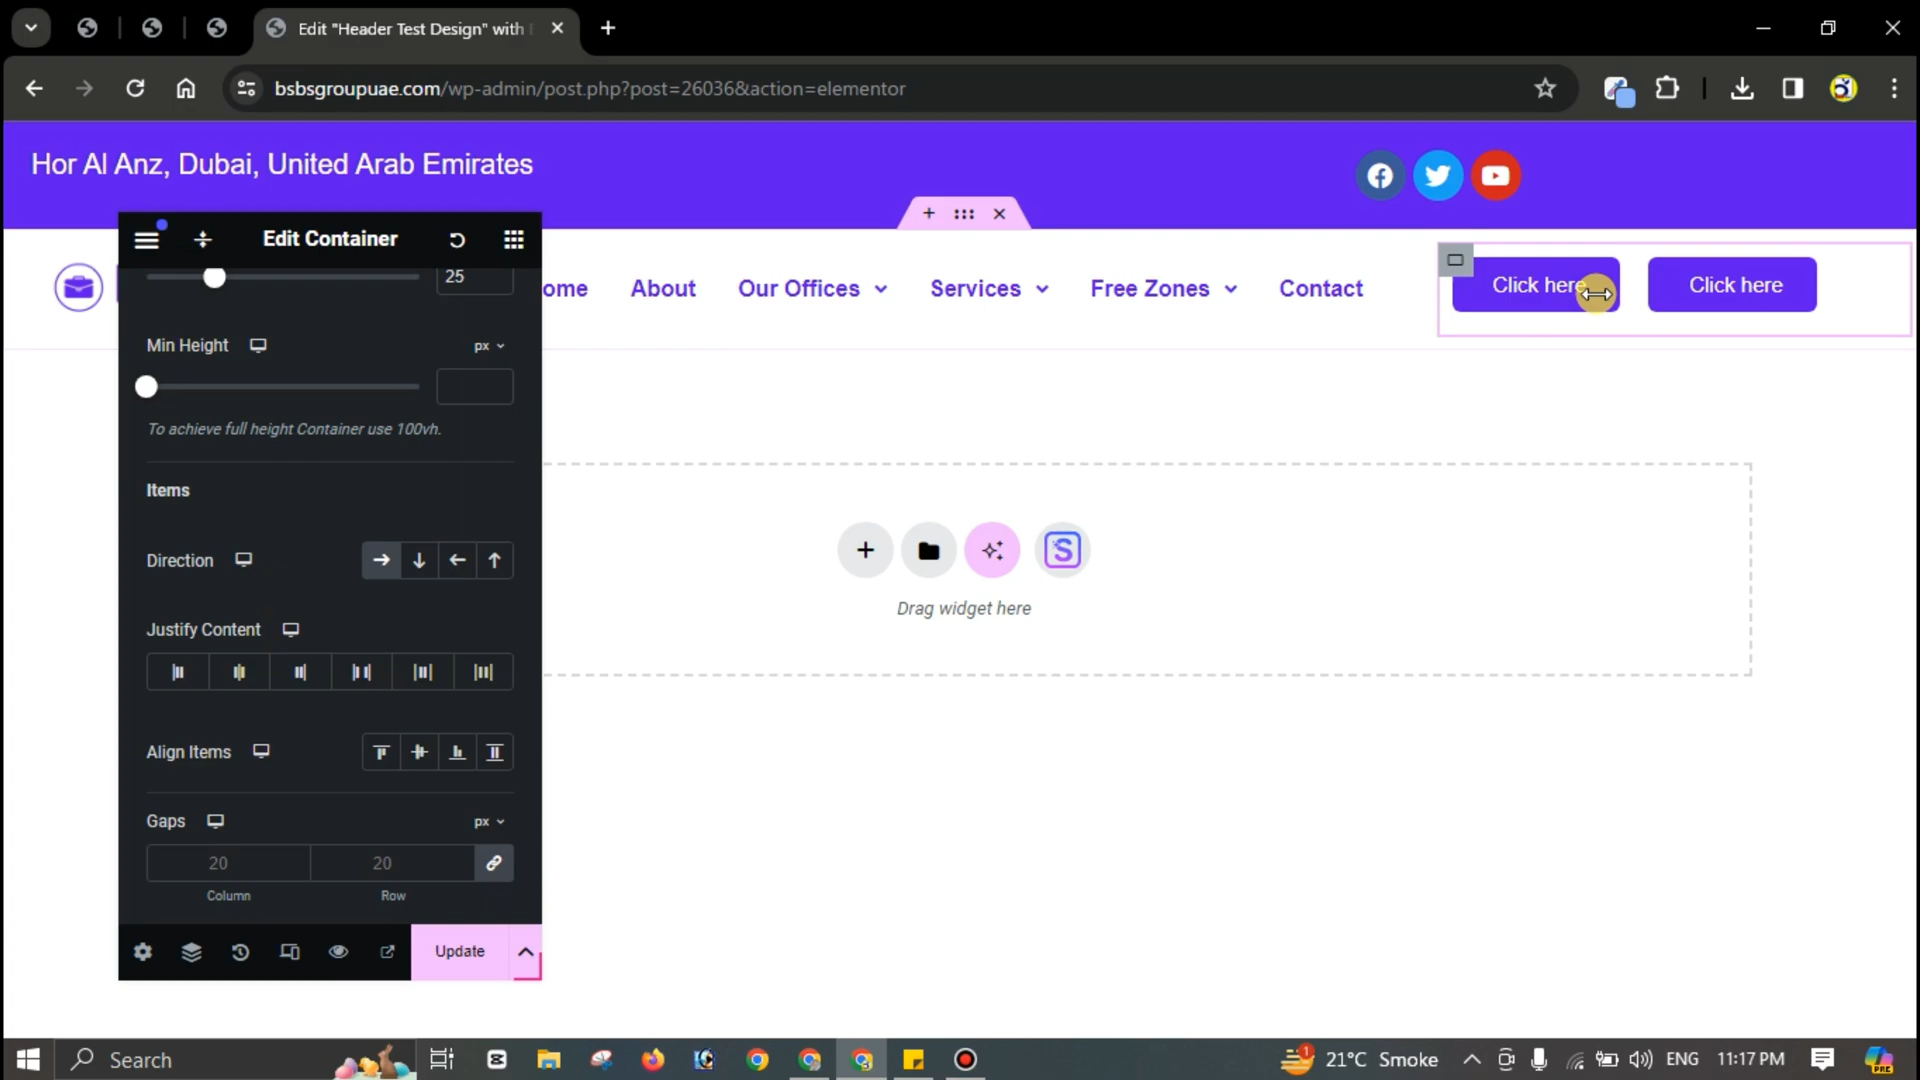 Edit "Header Test Design" with
bsbsgroupuae.com/wp-admin/post.php?post=26036&action=elementor
Hor Al Anz, Dubai, United Arab Emirates
Edit Container
25
Min Height
px
To achieve full height Container use 100vh.
Items
Direction
Justify Content
Align Items
Gaps
px
20
20
Column
Row
Update
ome
About
Our Offices
Services
Free Zones
Contact
Click here
Click here
Drag widget here
Search
21°C Smoke
ENG
11:17 PM